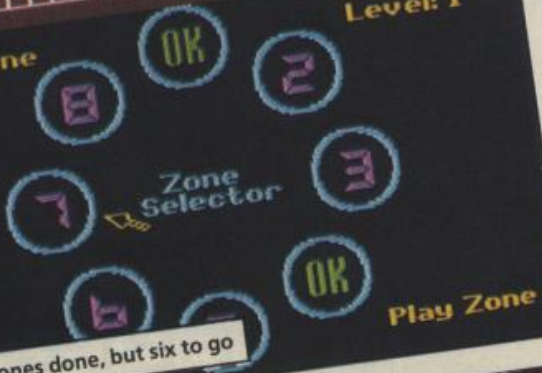 ne
Level: 1
OK
8
2
7
Zone
Selector
3
6
OK
Play Zone
ones done, but six to go